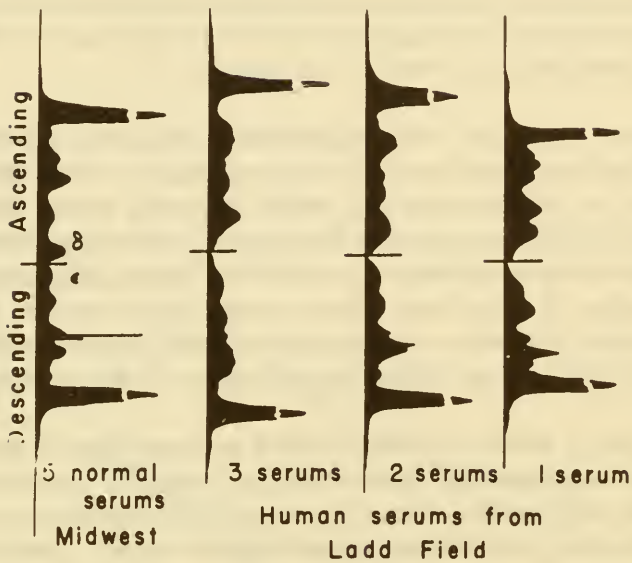 Ascending
Descending
5 normal
serums
Midwest
3 serums
2 serums
1 serum
Human serums from
Ladd Field